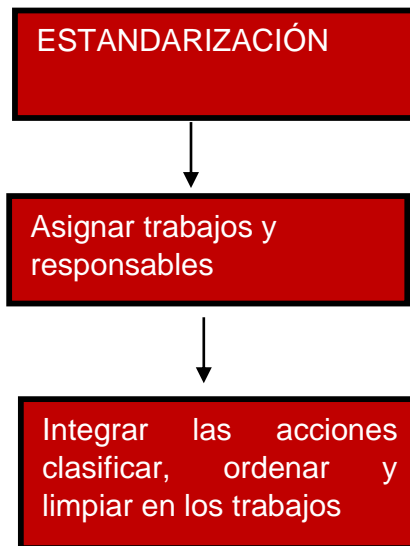 ESTANDARIZACIÓN
Asignar trabajos y
responsables
Integrar las acciones
clasificar, ordenar y
limpiar en los trabajos